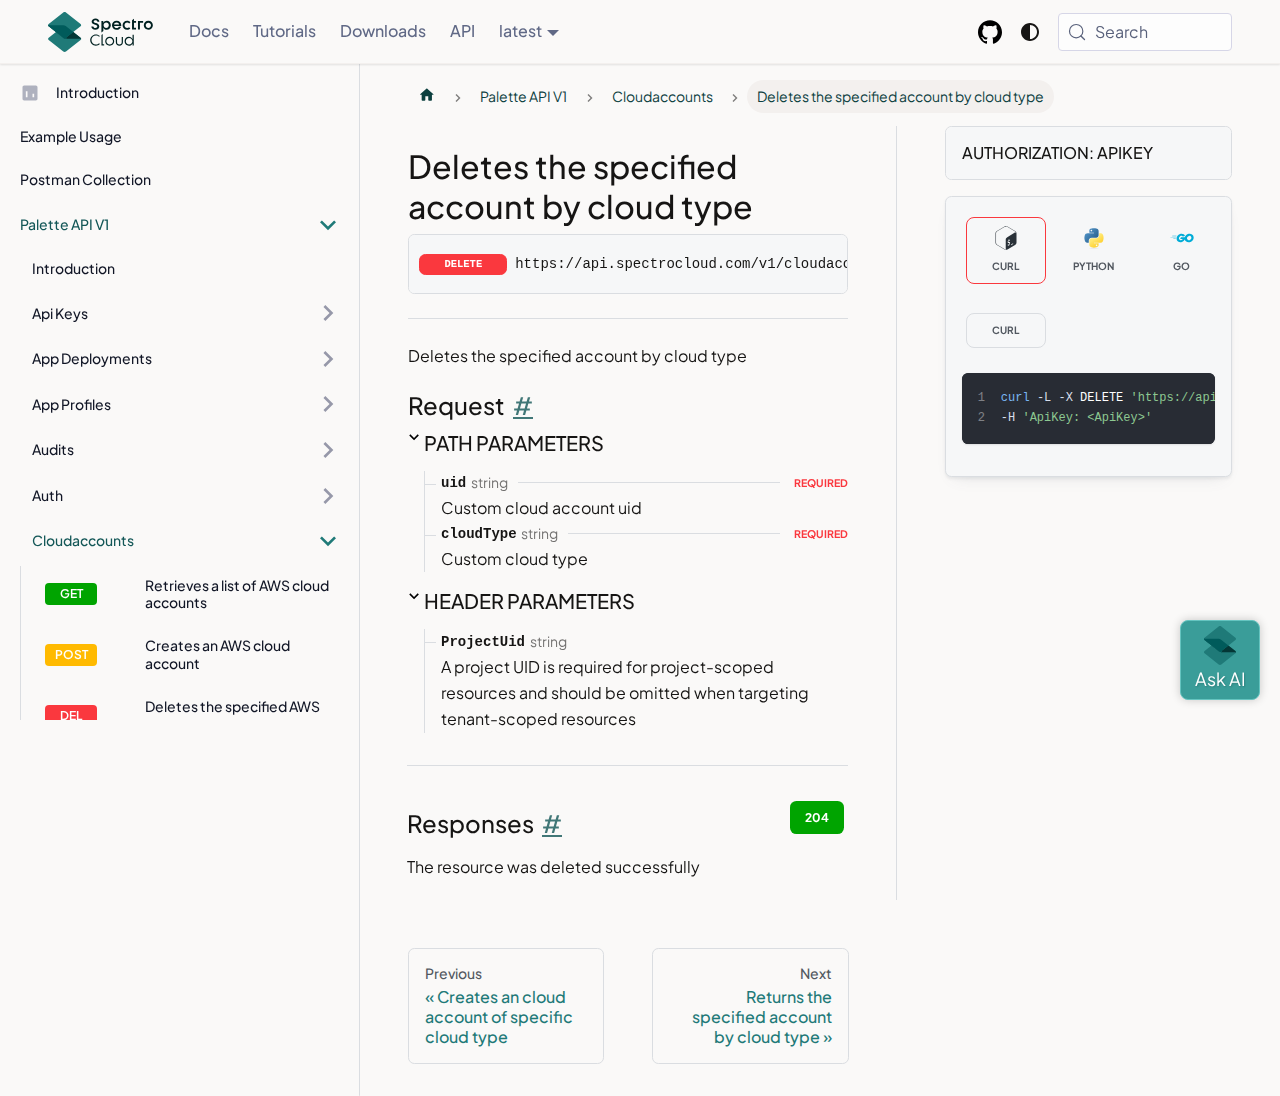 Spectro Cloud
Docs
Tutorials
Downloads
API
latest
Search
Introduction
Example Usage
Postman Collection
Palette API V1
Introduction
Api Keys
App Deployments
App Profiles
Audits
Auth
Cloudaccounts
GET Retrieves a list of AWS cloud
accounts
POST Creates an AWS cloud
account
DEL Deletes the specified AWS
Palette API V1
Cloudaccounts
Deletes the specified account by cloud type
Deletes the specified
account by cloud type
DELETE https://api.spectrocloud.com/v1/cloudacc
Deletes the specified account by cloud type
Request #
PATH PARAMETERS
uid string REQUIRED
Custom cloud account uid
cloudType string REQUIRED
Custom cloud type
HEADER PARAMETERS
ProjectUid string
A project UID is required for project-scoped
resources and should be omitted when targeting
tenant-scoped resources
Responses #
204
The resource was deleted successfully
Previous
« Creates an cloud
account of specific
cloud type
Next
Returns the
specified account
by cloud type »
AUTHORIZATION: APIKEY
CURL
PYTHON
GO
CURL
1 curl -L -X DELETE 'https://api
2 -H 'ApiKey: <ApiKey>'
Ask AI